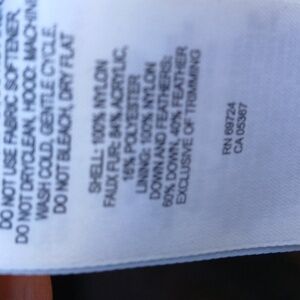 DO NOT USE FABRIC SOFTENER,
DO NOT DRYCLEAN, HOOD: MACHINE
WASH COLD, GENTLE CYCLE,
DO NOT BLEACH, DRY FLAT
SHELL: 100% NYLON
FAUX FUR: 84% ACRYLIC,
16% POLYESTER
LINING: 100% NYLON
DOWN AND FEATHERS:
60% DOWN, 40% FEATHER
EXCLUSIVE OF TRIMMING
RN 69724
CA 05367